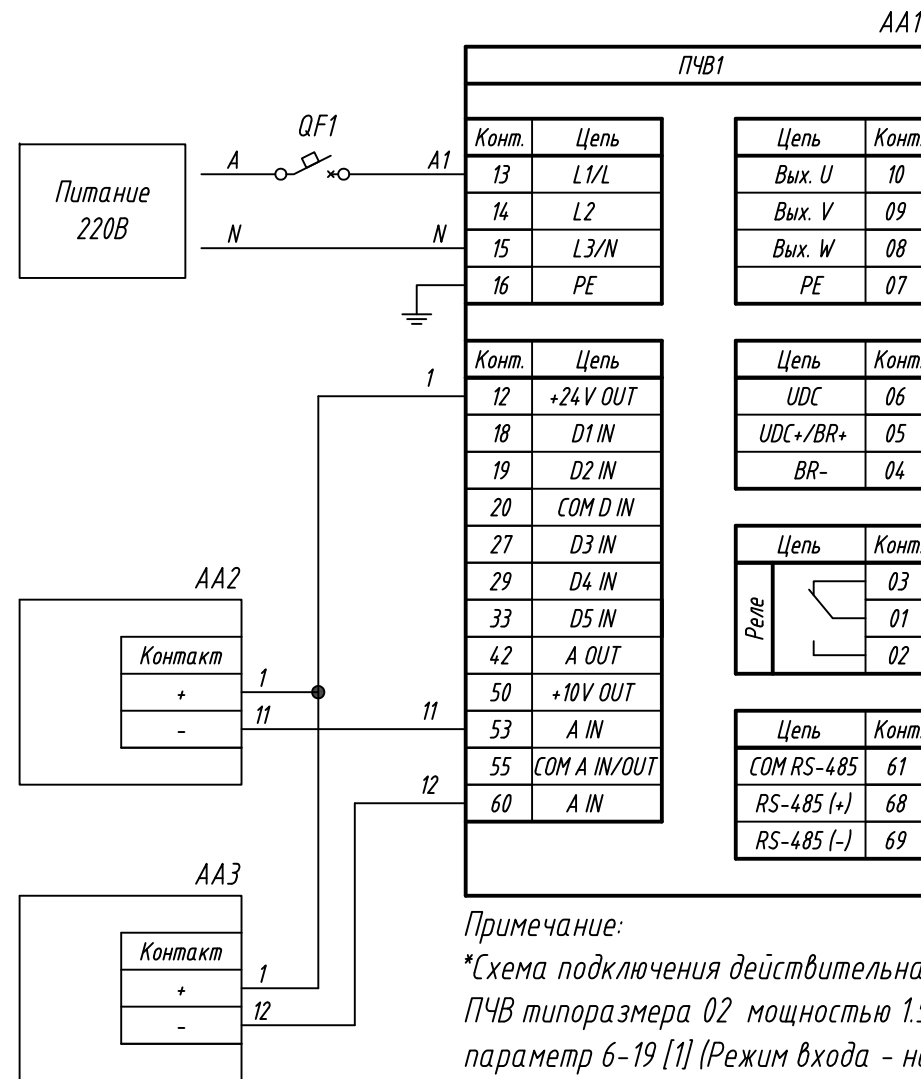 AA1
ПЧВ1
QF1
Питание
220В
A
A1
N
N
Конт. Цепь
13 L1/L
14 L2
15 L3/N
16 PE
Цепь Конт.
Вых. U 10
Вых. V 09
Вых. W 08
PE 07
1
Конт. Цепь
12 +24V OUT
18 D1 IN
19 D2 IN
20 COM D IN
27 D3 IN
29 D4 IN
33 D5 IN
42 A OUT
50 +10V OUT
53 A IN
55 COM A IN/OUT
60 A IN
Цепь Конт.
UDC 06
UDC+/BR+ 05
BR- 04
Цепь Конт.
Реле
03
01
02
Цепь Конт.
COM RS-485 61
RS-485 (+) 68
RS-485 (-) 69
AA2
Контакт
+
-
1
11
11
12
AA3
Контакт
+
-
1
12
Примечание:
*Схема подключения действительна
ПЧВ типоразмера 02 мощностью
параметр 6-19 [1] (Режим входа -